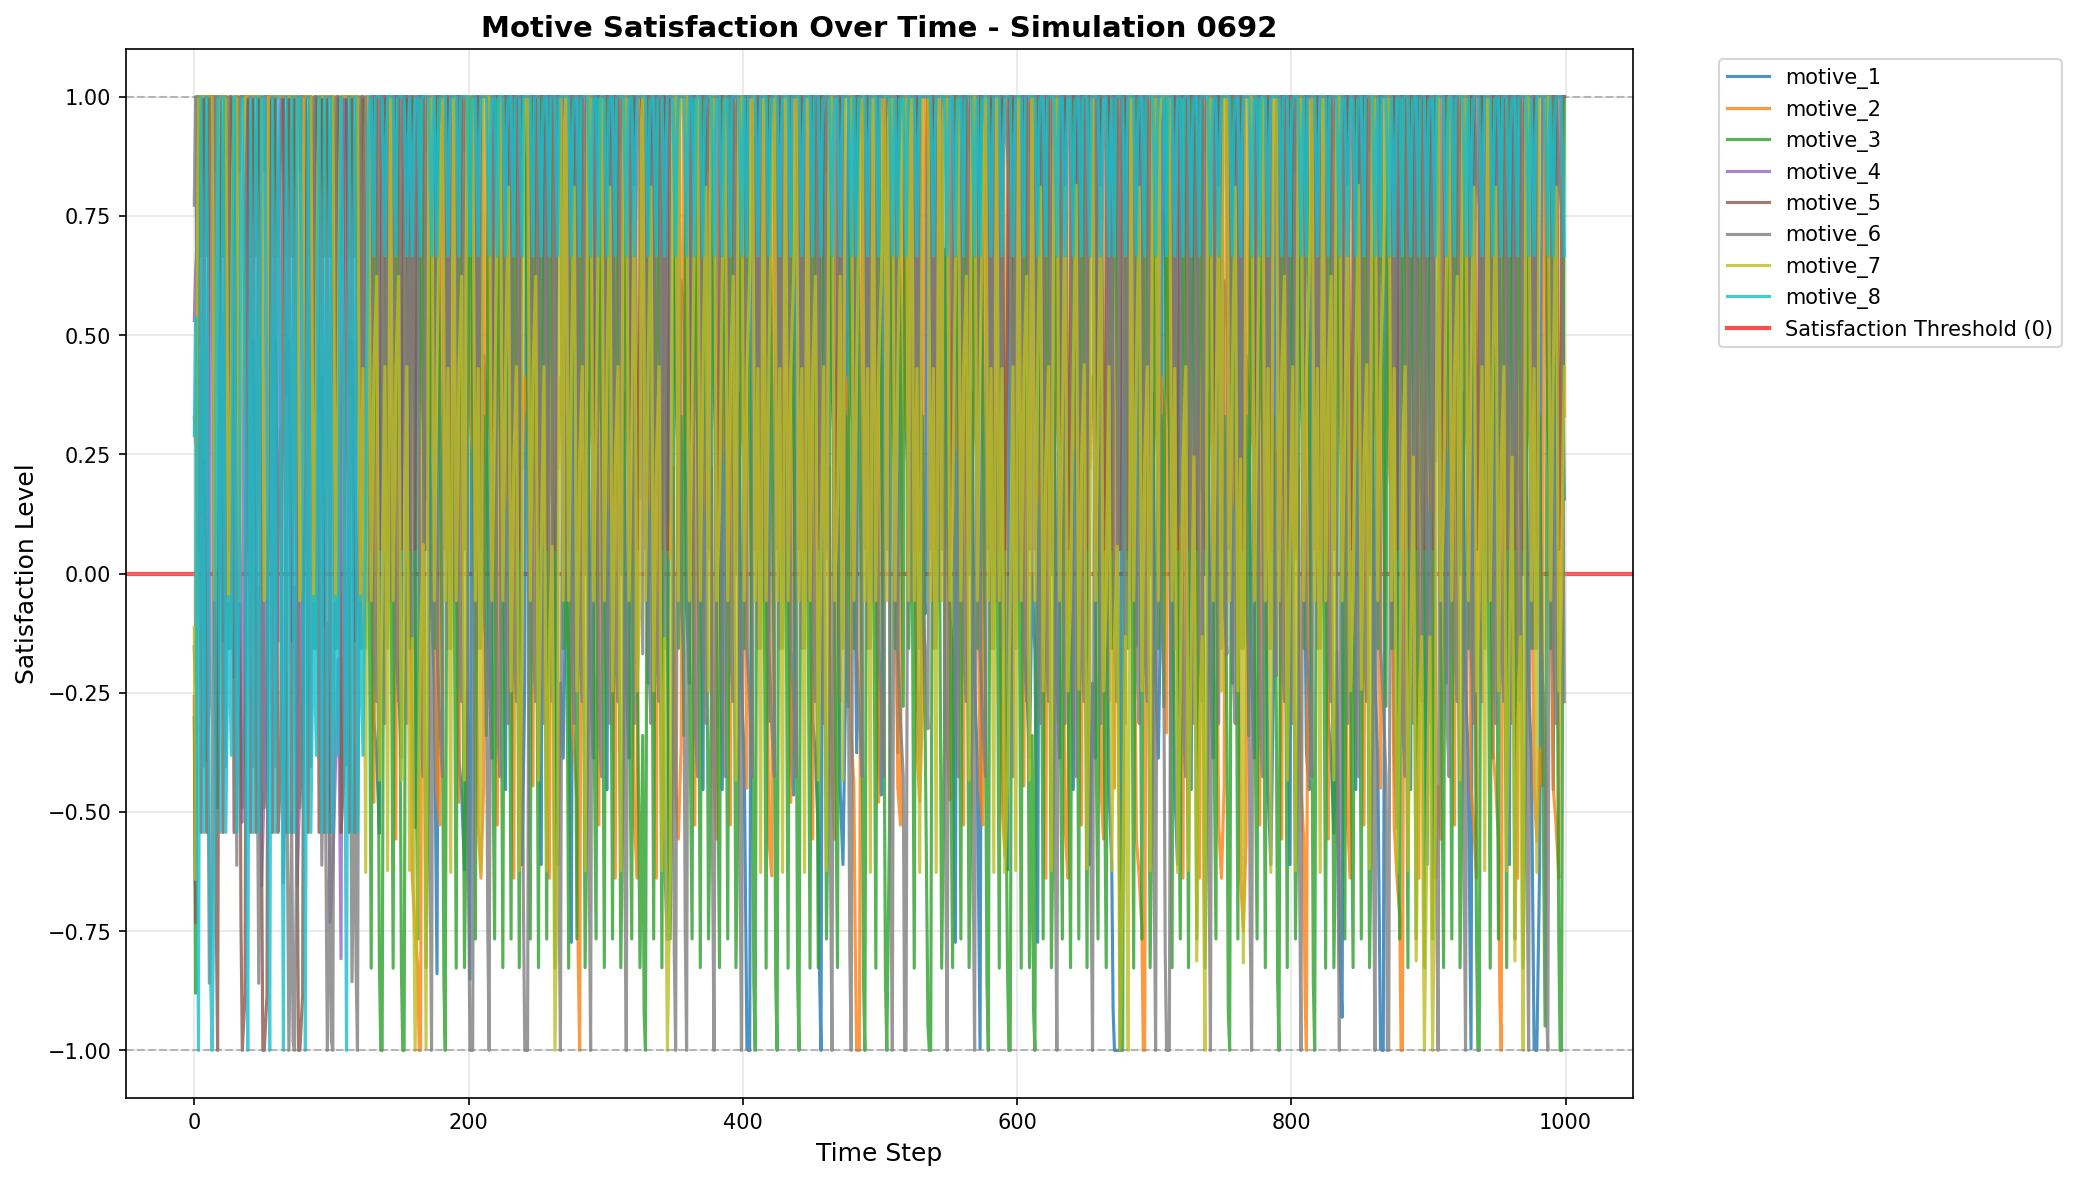 Motive Satisfaction Over Time - Simulation 0692
1.00
0.75
0.50
0.25
0.00
−0.25
−0.50
−0.75
−1.00
Satisfaction Level
0
200
400
600
800
1000
Time Step
motive_1
motive_2
motive_3
motive_4
motive_5
motive_6
motive_7
motive_8
Satisfaction Threshold (0)